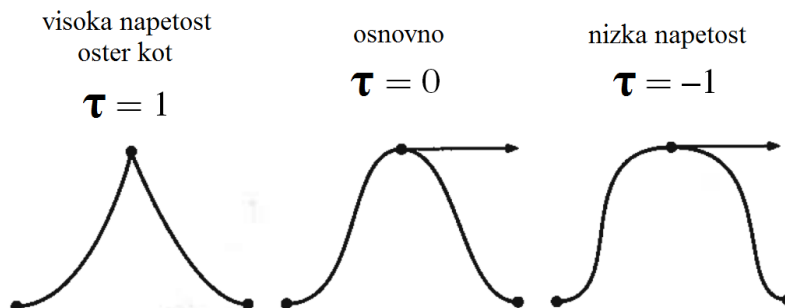 visoka napetost
oster kot
τ = 1
osnovno
τ = 0
nizka napetost
τ = –1